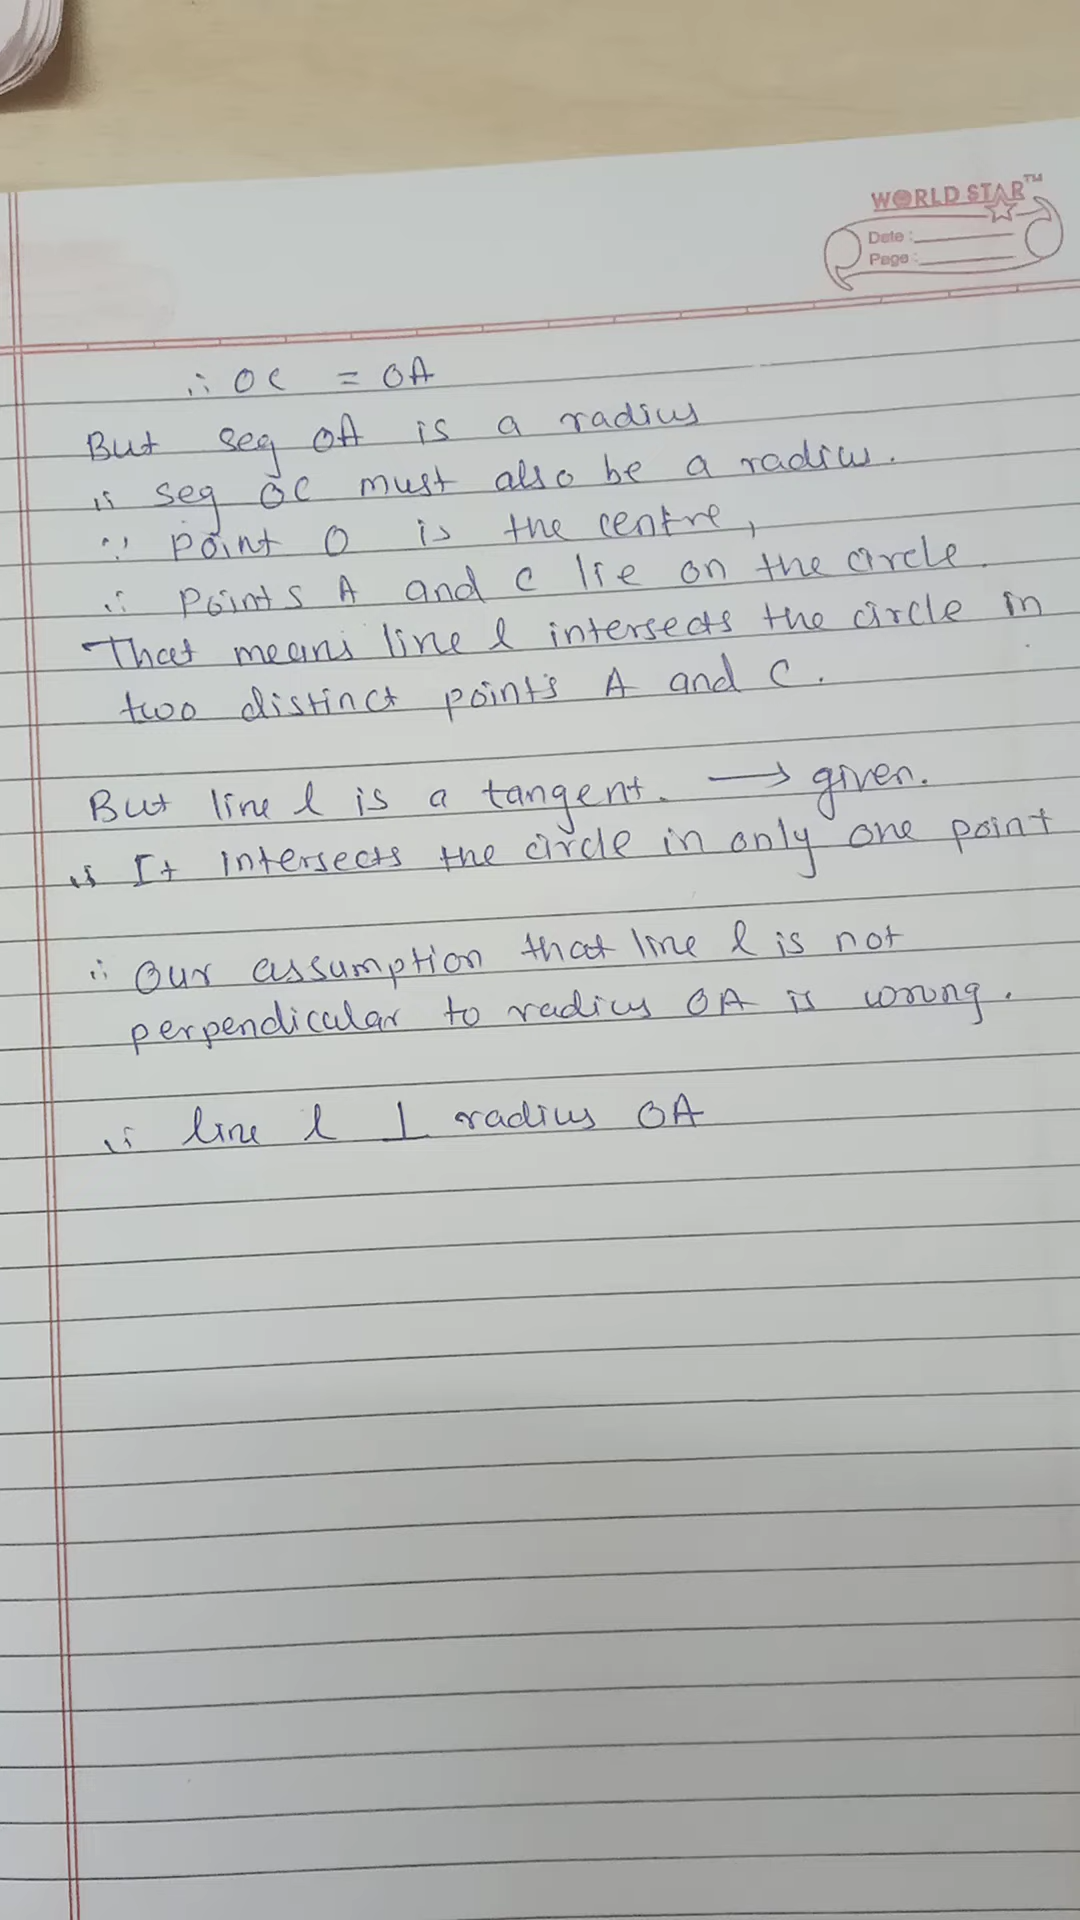 WORLD STAR™
Date :
Page :
∴ OC = OA
But seg OA is a radius
∴ seg OC must also be a radius.
∵ point O is the centre,
∴ Points A and C lie on the circle.
That means line l intersects the circle in
two distinct points A and C.
But line l is a tangent. → given.
∴ It intersects the circle in only one point
∴ Our assumption that line l is not
perpendicular to radius OA is wrong.
∴ line l ⊥ radius OA